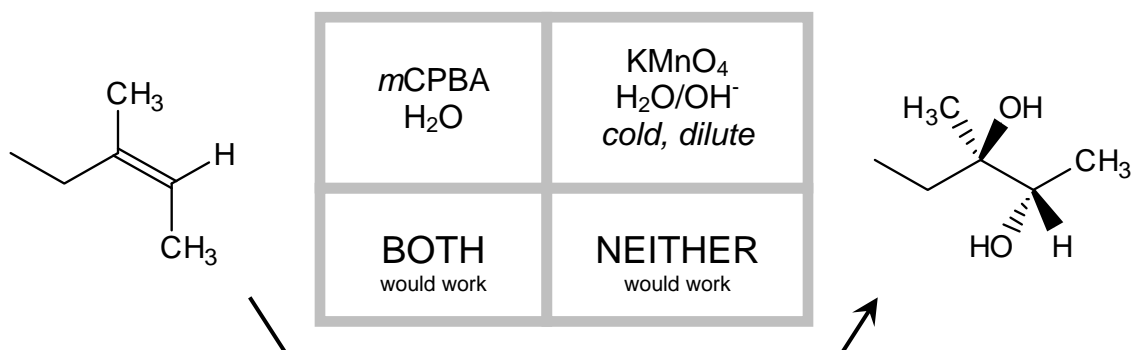 CH₃
H
CH₃
mCPBA
H₂O
KMnO₄
H₂O/OH⁻
cold, dilute
BOTH
would work
NEITHER
would work
H₃C
OH
CH₃
HO
H